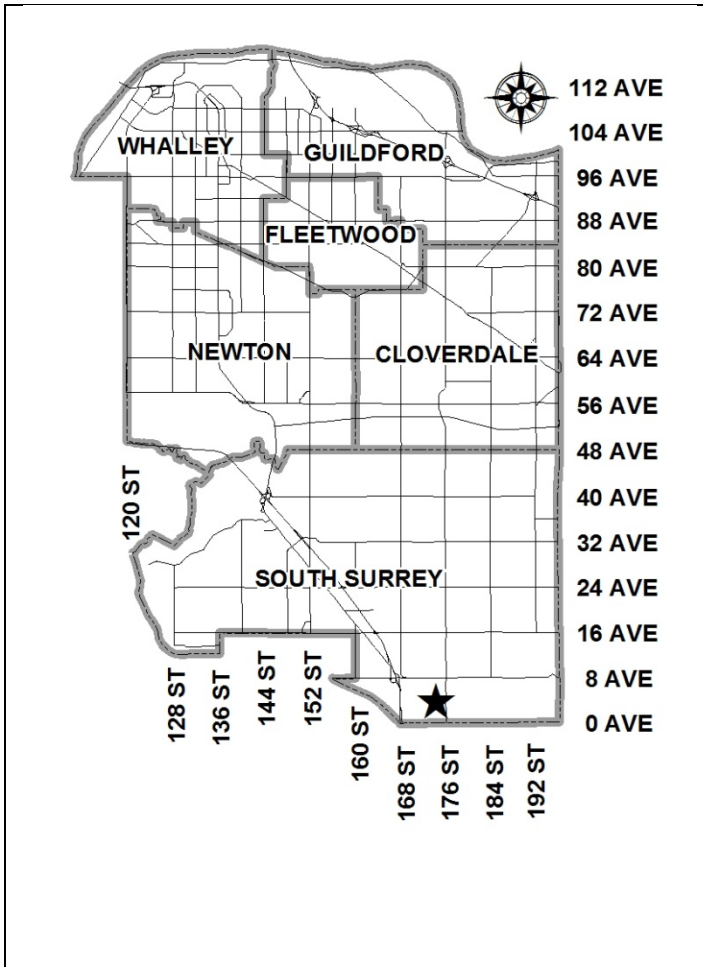 112 AVE
104 AVE
WHALLEY
GUILDFORD
96 AVE
88 AVE
FLEETWOOD
80 AVE
72 AVE
NEWTON
CLOVERDALE
64 AVE
56 AVE
48 AVE
120 ST
40 AVE
32 AVE
SOUTH SURREY
24 AVE
16 AVE
128 ST
136 ST
144 ST
152 ST
8 AVE
160 ST
0 AVE
168 ST
176 ST
184 ST
192 ST